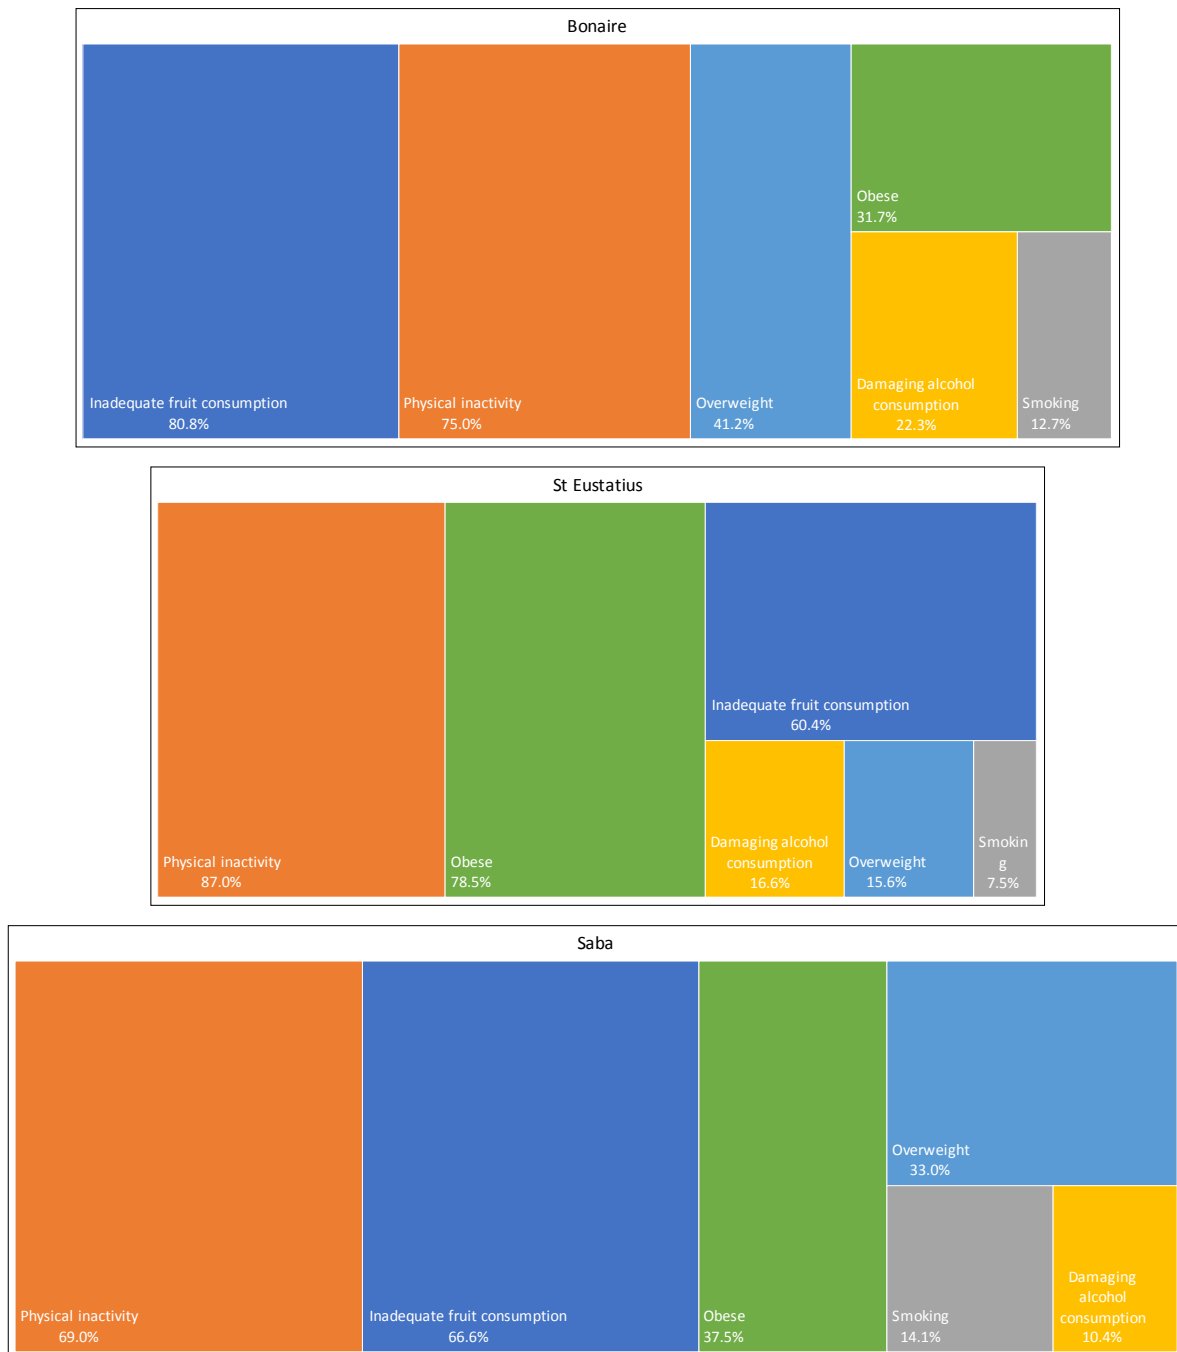 Bonaire
Obese
31.7%
Inadequate fruit consumption
80.8%
Physical inactivity
75.0%
Overweight
41.2%
Damaging alcohol
consumption
22.3%
Smoking
12.7%
St Eustatius
Inadequate fruit consumption
60.4%
Physical inactivity
87.0%
Obese
78.5%
Damaging alcohol
consumption
16.6%
Overweight
15.6%
Smokin
g
7.5%
Saba
Overweight
33.0%
Physical inactivity
69.0%
Inadequate fruit consumption
66.6%
Obese
37.5%
Smoking
14.1%
Damaging
alcohol
consumption
10.4%